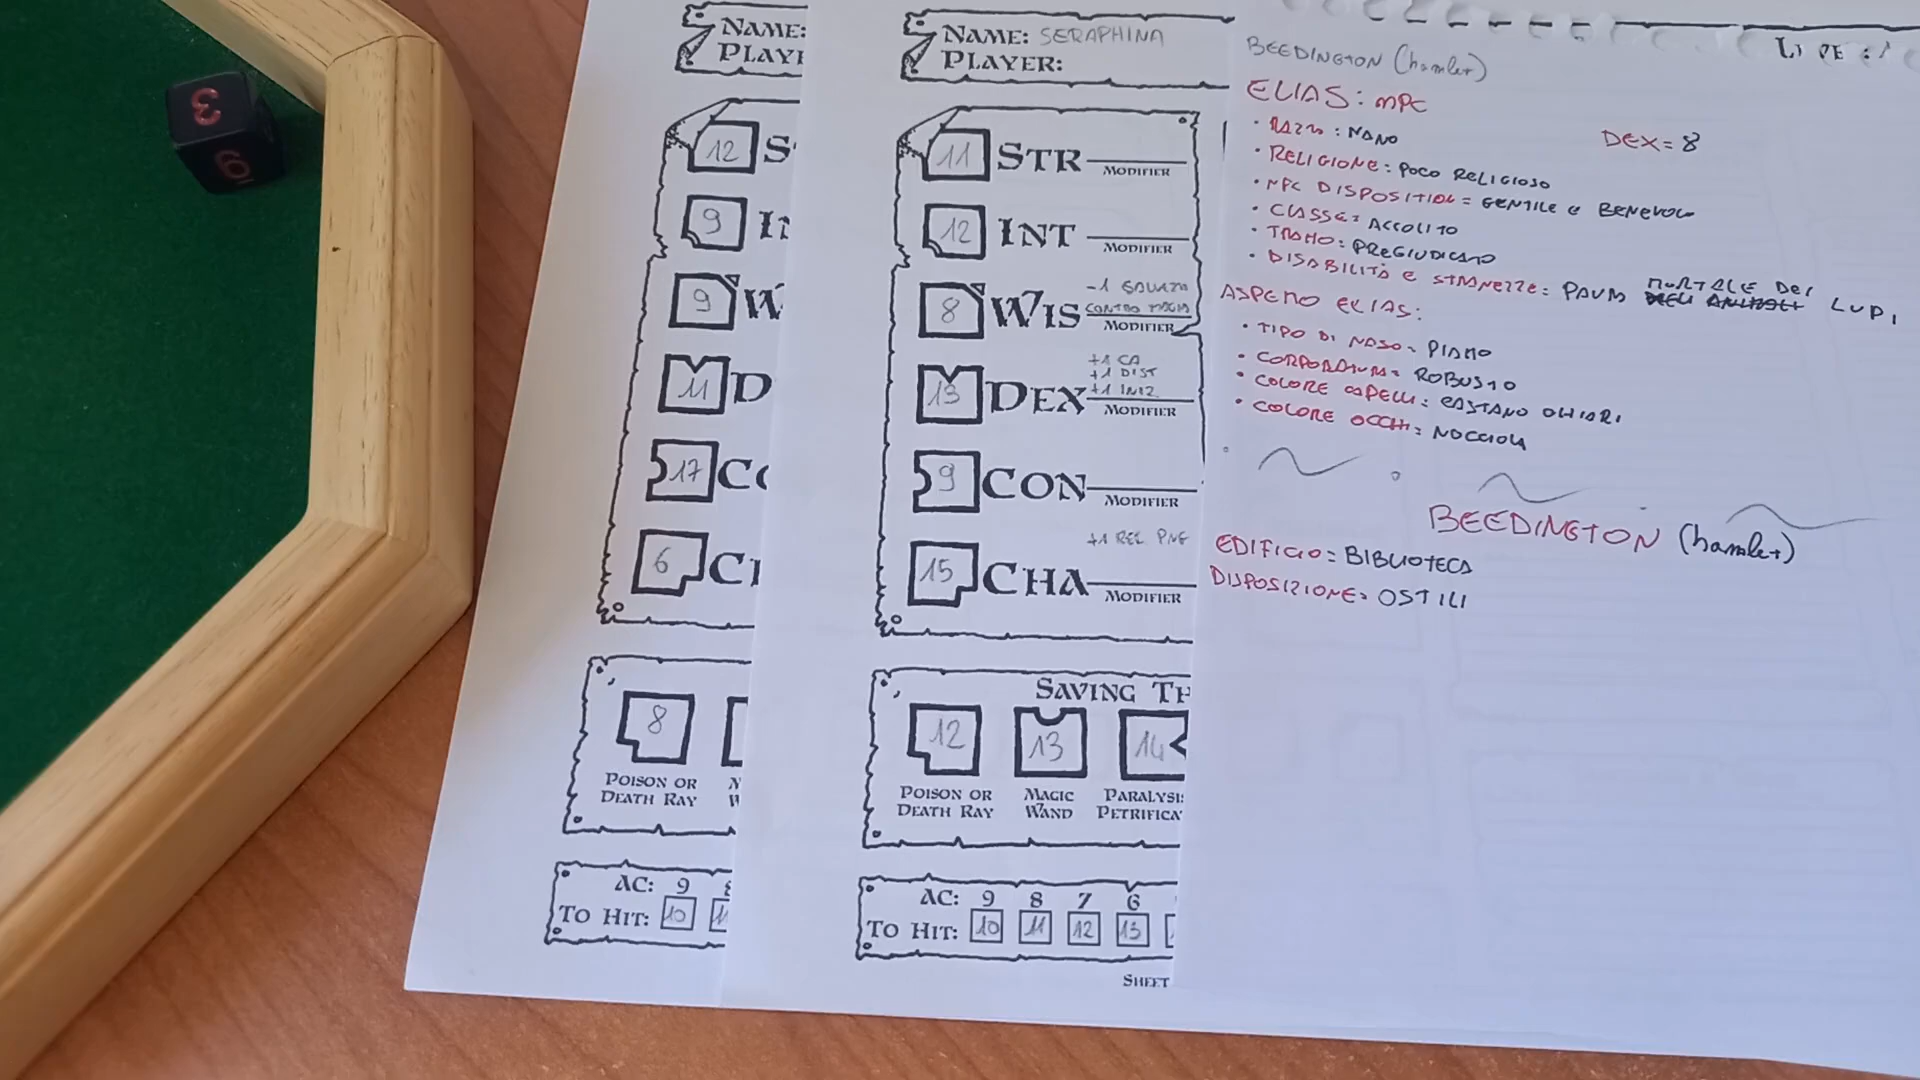 3
6
NAME:
PLAY
12 S
9 I
9 W
11 D
17 C
6 C
8
POISON OR
DEATH RAY
AC: 9
TO HIT: 10
NAME: SERAPHINA
PLAYER:
11 STR
MODIFIER
12 INT
MODIFIER
-1
8 WIS CONTRO
MODIFIER
+1 CA
+1 DIST
13 DEX +1 INIZ
MODIFIER
9 CON
MODIFIER
+1 REL PNG
15 CHA
MODIFIER
SAVING TH
12 13 14
POISON OR MAGIC PARALYSIS
DEATH RAY WAND PETRIFICA
AC: 9 8 7 6
TO HIT: 10 11 12 13
SHEET
BEEDINGTON (hamlet)
ELIAS: NPC
DEX = 8
• RAZZA: NANO
• RELIGIONE: POCO RELIGIOSO
• NPC DISPOSITION = GENTILE e BENEVOLO
• CLASSE: ACCOLITO
• TRATTO: PREGIUDICATO
• DISABILITÀ e STRANEZZE: PAURA MORTALE DEI LUPI
ASPETTO ELIAS:
• TIPO DI NASO: PIATTO
• CORPORATURA: ROBUSTO
• COLORE CAPELLI: CASTANO CHIARI
• COLORE OCCHI: NOCCIOLA
BEEDINGTON (hamlet)
EDIFICIO = BIBLIOTECA
DISPOSIZIONE: OSTILI